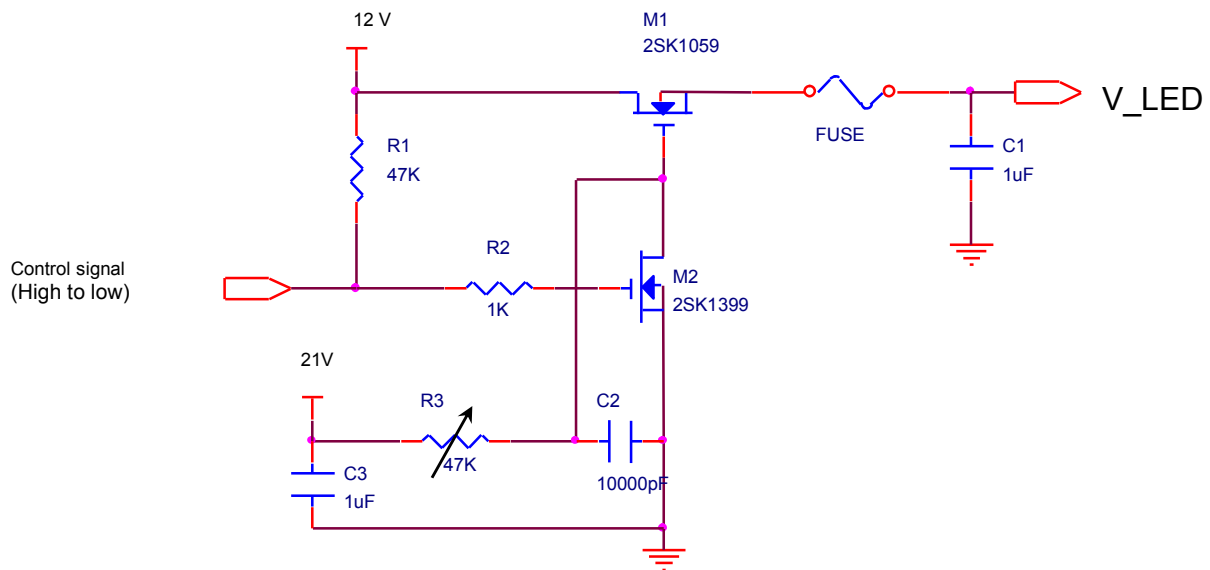 12 V
M1
2SK1059
V_LED
FUSE
R1
47K
C1
1uF
R2
1K
Control signal
(High to low)
M2
2SK1399
21V
R3
47K
C2
10000pF
C3
1uF